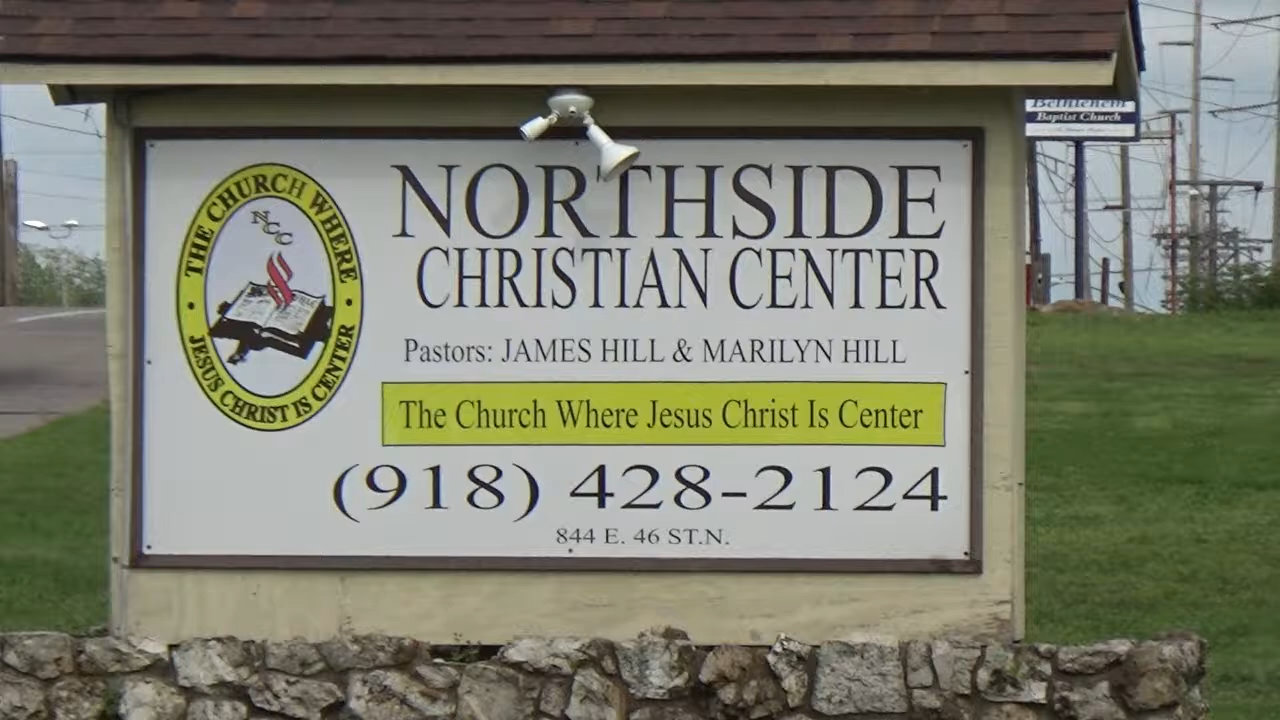 THE CHURCH WHERE
NCC
JESUS CHRIST IS CENTER
NORTHSIDE
CHRISTIAN CENTER
Pastors: JAMES HILL & MARILYN HILL
The Church Where Jesus Christ Is Center
(918) 428-2124
844 E. 46 ST.N.
Bethlehem
Baptist Church